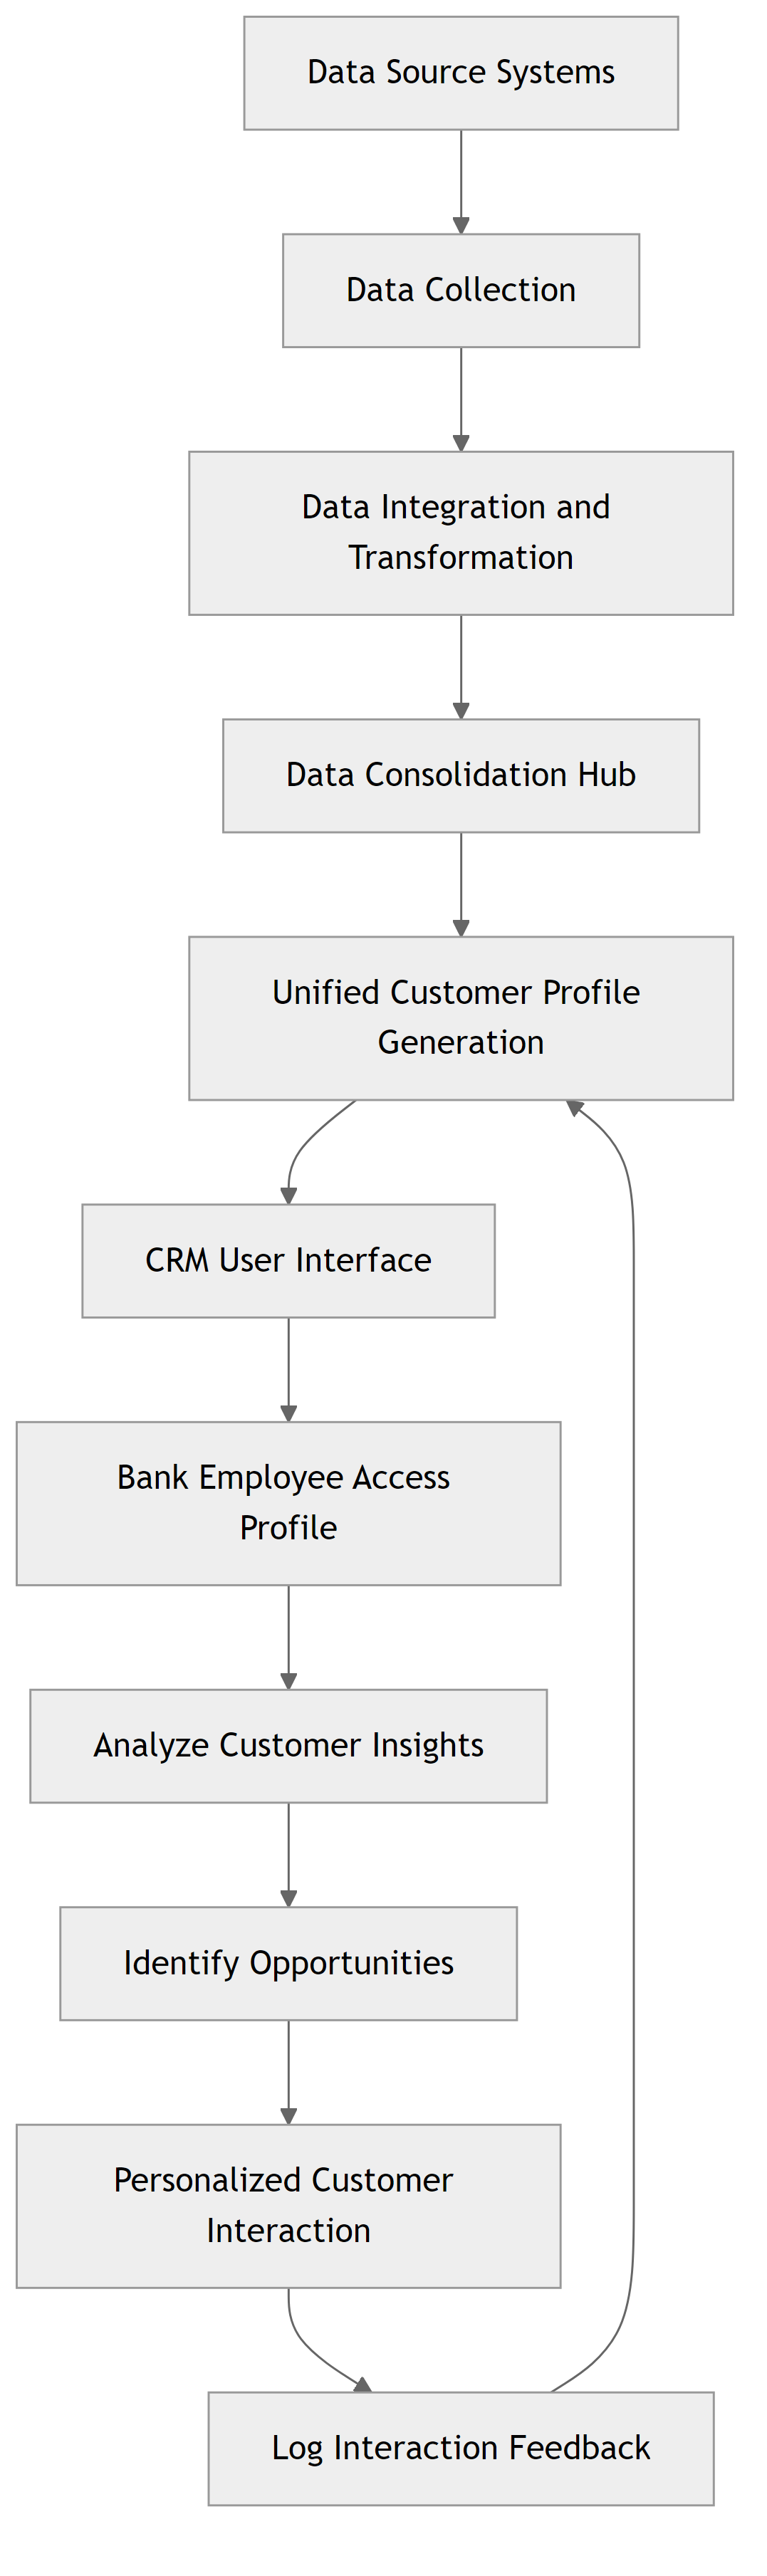 Data Source Systems
Data Collection
Data Integration and
Transformation
Data Consolidation Hub
Unified Customer Profile
Generation
CRM User Interface
Bank Employee Access
Profile
Analyze Customer Insights
Identify Opportunities
Personalized Customer
Interaction
Log Interaction Feedback